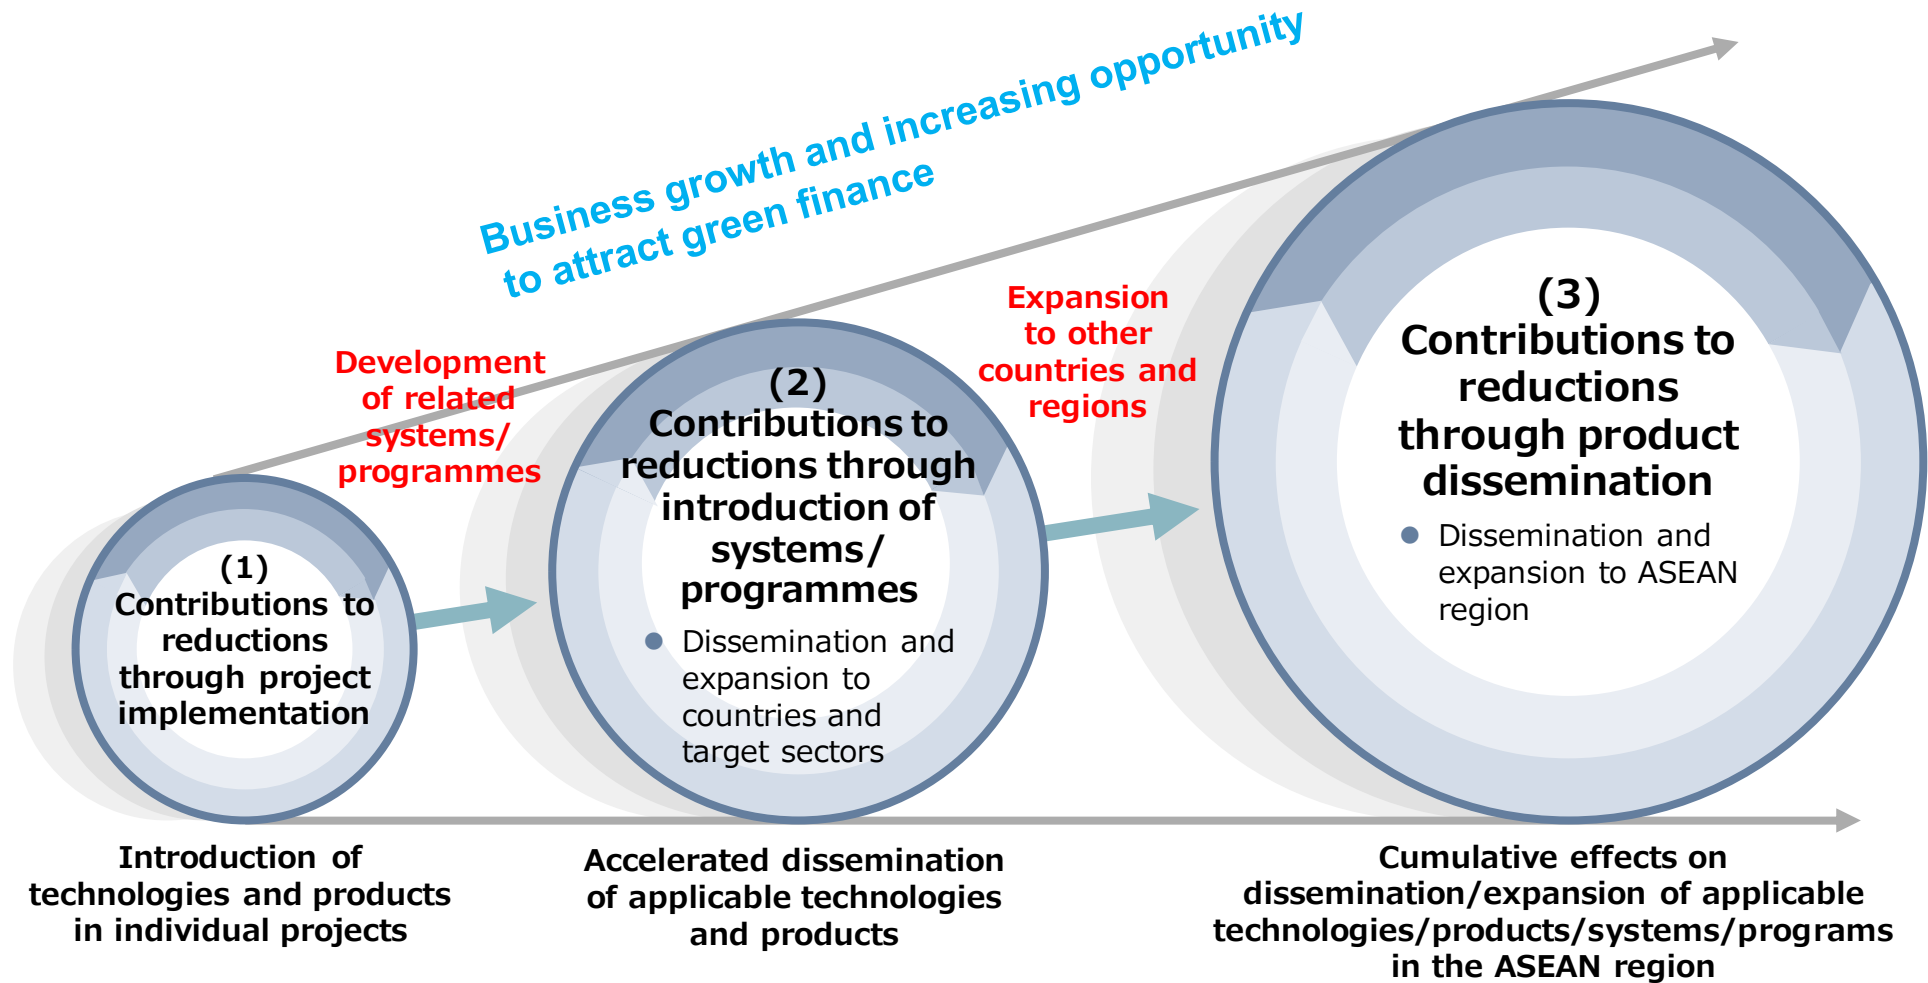 Business growth and increasing opportunity
to attract green finance
Development
of related
systems/
programmes
Expansion
to other
countries and
regions
(1)
Contributions to
reductions
through project
implementation
(2)
Contributions to
reductions through
introduction of
systems/
programmes
Dissemination and
expansion to
countries and
target sectors
(3)
Contributions to
reductions
through product
dissemination
Dissemination and
expansion to ASEAN
region
Introduction of
technologies and products
in individual projects
Accelerated dissemination
of applicable technologies
and products
Cumulative effects on
dissemination/expansion of applicable
technologies/products/systems/programs
in the ASEAN region